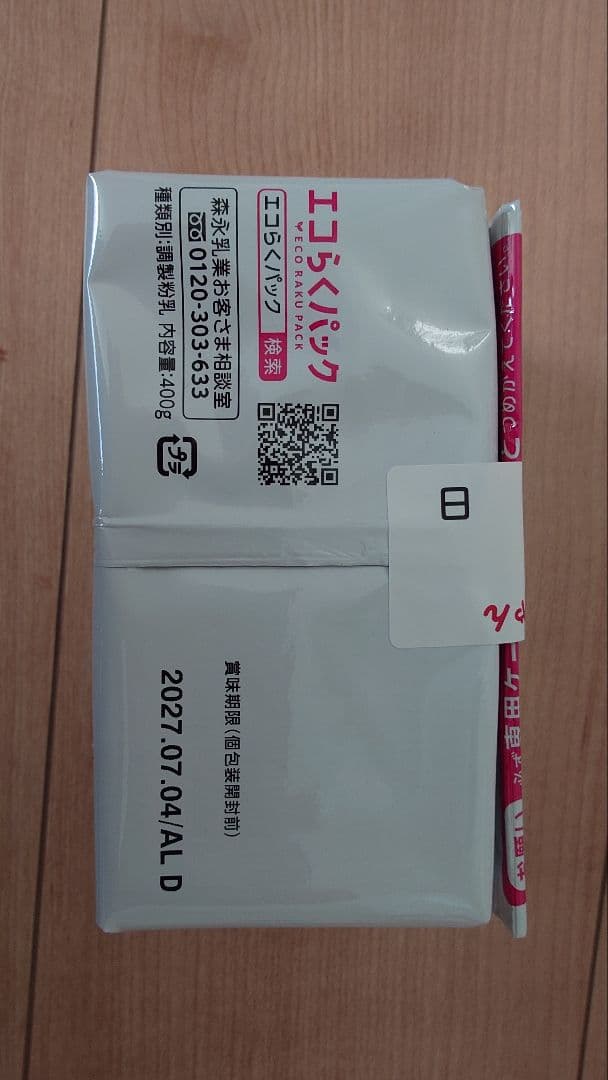 エコらくパック
ECO RAKU PACK
エコらくパック 検索
森永乳業お客さま相談室
0120-303-633
種類別:調製粉乳 内容量:400g
プラ
賞味期限(個包装開封前)
2027.07.04/AL D
ゃん